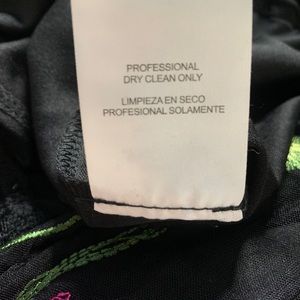 PROFESSIONAL
DRY CLEAN ONLY
LIMPIEZA EN SECO
PROFESIONAL SOLAMENTE